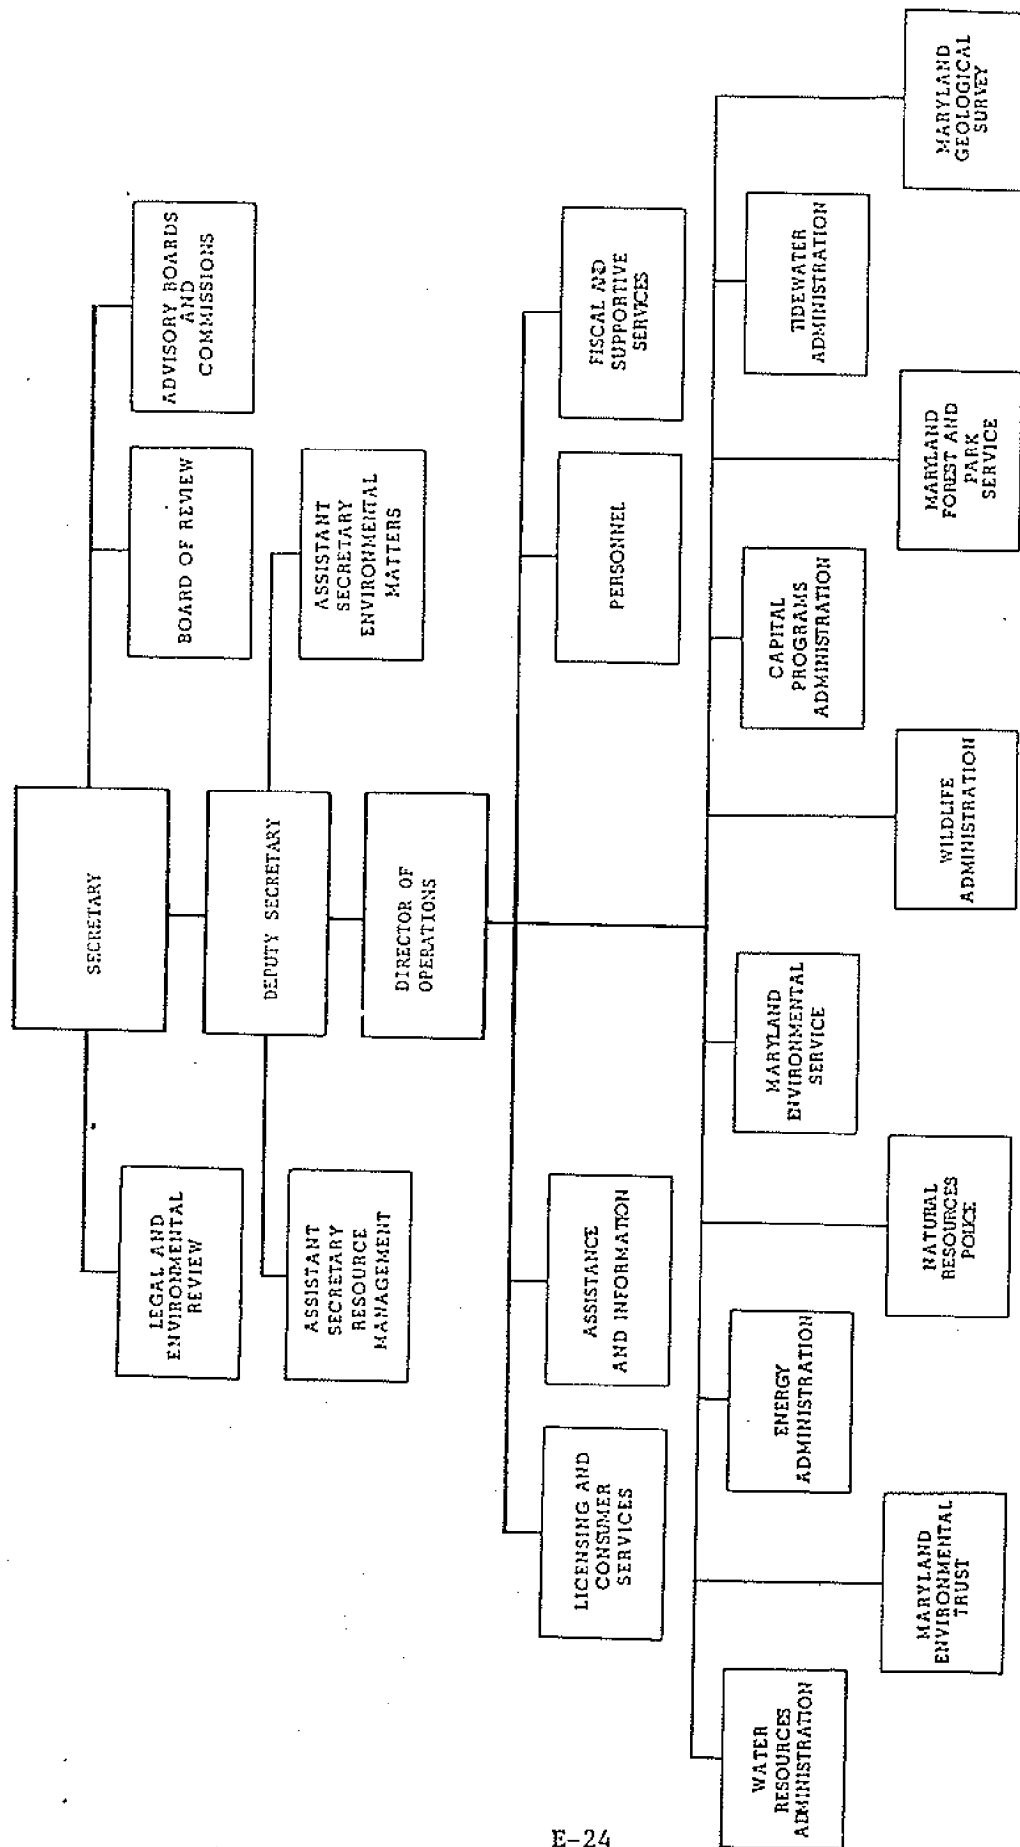 SECRETARY
LEGAL AND
ENVIRONMENTAL
REVIEW
BOARD OF REVIEW
ADVISORY BOARDS
AND
COMMISSIONS
DEPUTY SECRETARY
ASSISTANT
SECRETARY
RESOURCE
MANAGEMENT
ASSISTANT
SECRETARY
ENVIRONMENTAL
MATTERS
DIRECTOR OF
OPERATIONS
LICENSING AND
CONSUMER
SERVICES
ASSISTANCE
AND INFORMATION
PERSONNEL
FISCAL AND
SUPPORTIVE
SERVICES
WATER
RESOURCES
ADMINISTRATION
ENERGY
ADMINISTRATION
MARYLAND
ENVIRONMENTAL
SERVICE
CAPITAL
PROGRAMS
ADMINISTRATION
TIDEWATER
ADMINISTRATION
MARYLAND
ENVIRONMENTAL
TRUST
NATURAL
RESOURCES
POLICE
WILDLIFE
ADMINISTRATION
MARYLAND
FOREST AND
PARK
SERVICE
MARYLAND
GEOLOGICAL
SURVEY
E-24